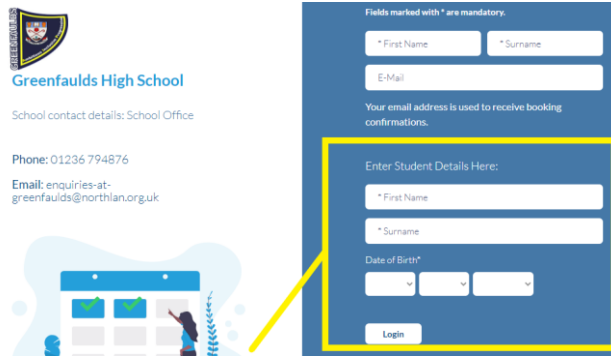 GREENFAULDS
Greenfaulds High School
School contact details: School Office
Phone: 01236 794876
Email: enquiries-at-
greenfaulds@northlan.org.uk
Fields marked with * are mandatory.
* First Name
* Surname
E-Mail
Your email address is used to receive booking
confirmations.
Enter Student Details Here:
* First Name
* Surname
Date of Birth*
Login